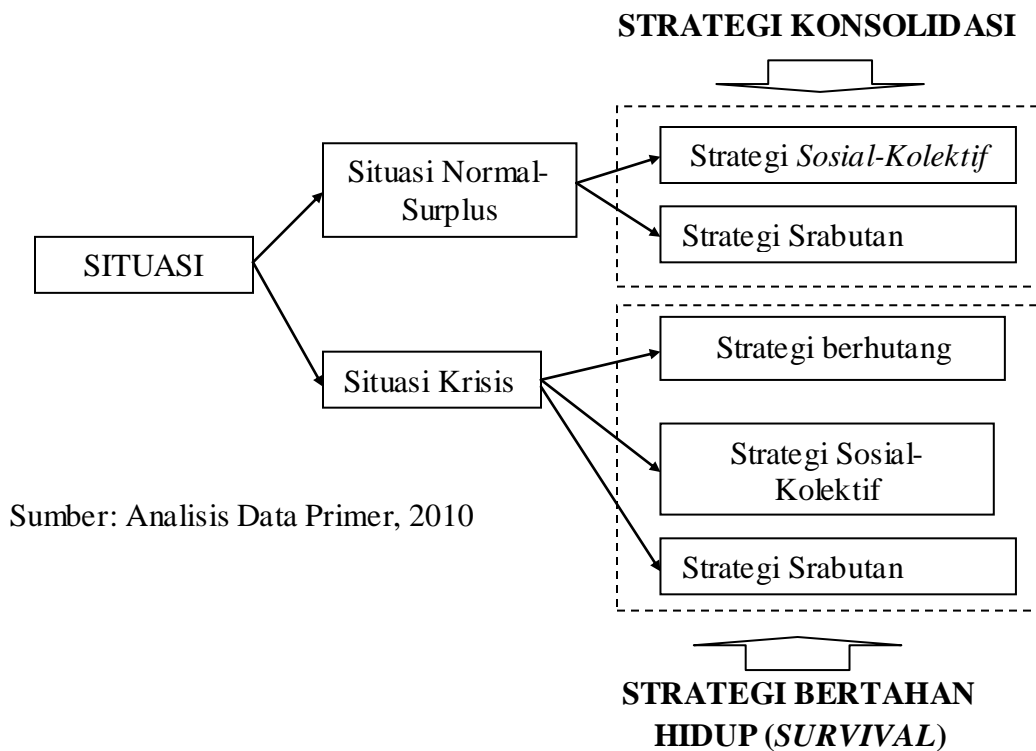 STRATEGI KONSOLIDASI
Strategi Sosial-Kolektif
Situasi Normal-
Surplus
Strategi Srabutan
SITUASI
Strategi berhutang
Situasi Krisis
Strategi Sosial-
Kolektif
Sumber: Analisis Data Primer, 2010
Strategi Srabutan
STRATEGI BERTAHAN
HIDUP (SURVIVAL)